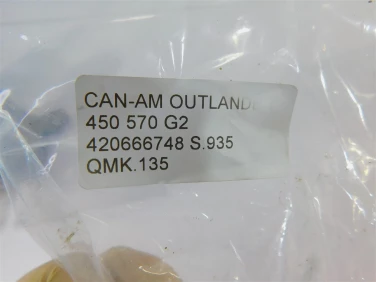 CAN-AM OUTLAND
450 570 G2
420666748 S.935
QMK.135